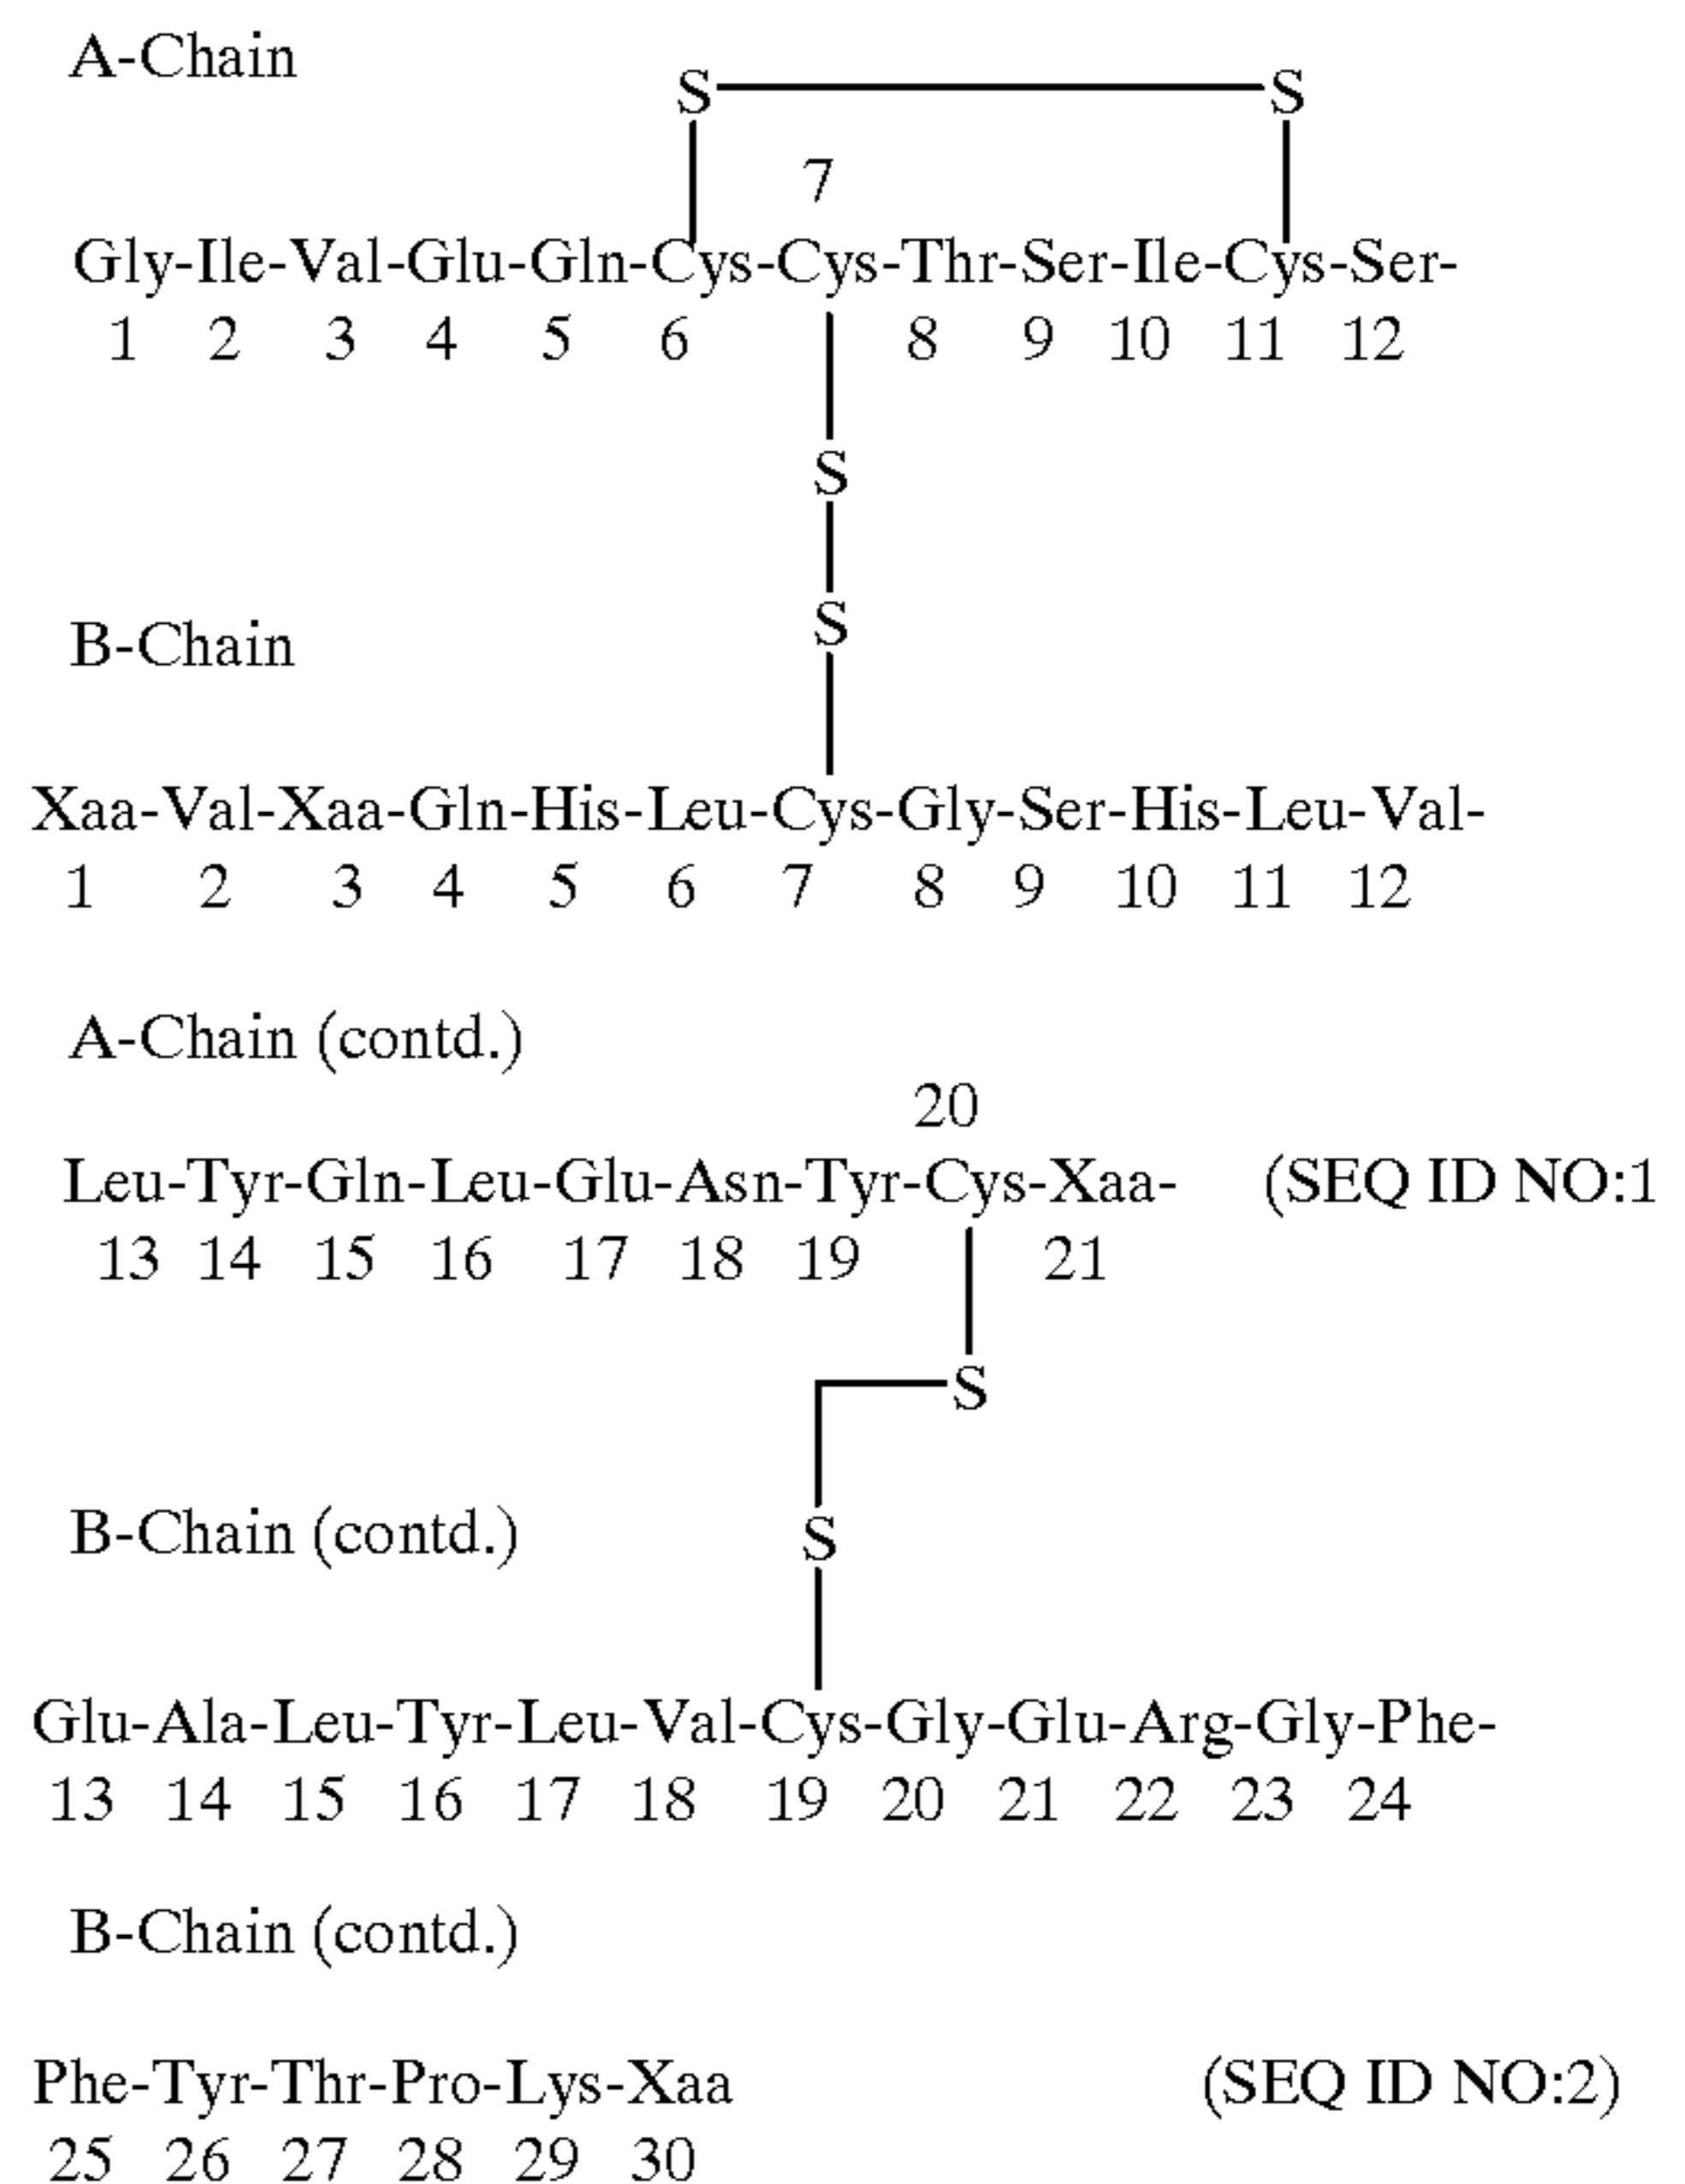 A-Chain
S S
7
Gly-Ile-Val-Glu-Gln-Cys-Cys-Thr-Ser-Ile-Cys-Ser-
1 2 3 4 5 6 8 9 10 11 12
S
S
B-Chain
Xaa-Val-Xaa-Gln-His-Leu-Cys-Gly-Ser-His-Leu-Val-
1 2 3 4 5 6 7 8 9 10 11 12
A-Chain (contd.)
20
Leu-Tyr-Gln-Leu-Glu-Asn-Tyr-Cys-Xaa- (SEQ ID NO:1
13 14 15 16 17 18 19 21
S
S
B-Chain (contd.)
Glu-Ala-Leu-Tyr-Leu-Val-Cys-Gly-Glu-Arg-Gly-Phe-
13 14 15 16 17 18 19 20 21 22 23 24
B-Chain (contd.)
Phe-Tyr-Thr-Pro-Lys-Xaa (SEQ ID NO:2)
25 26 27 28 29 30